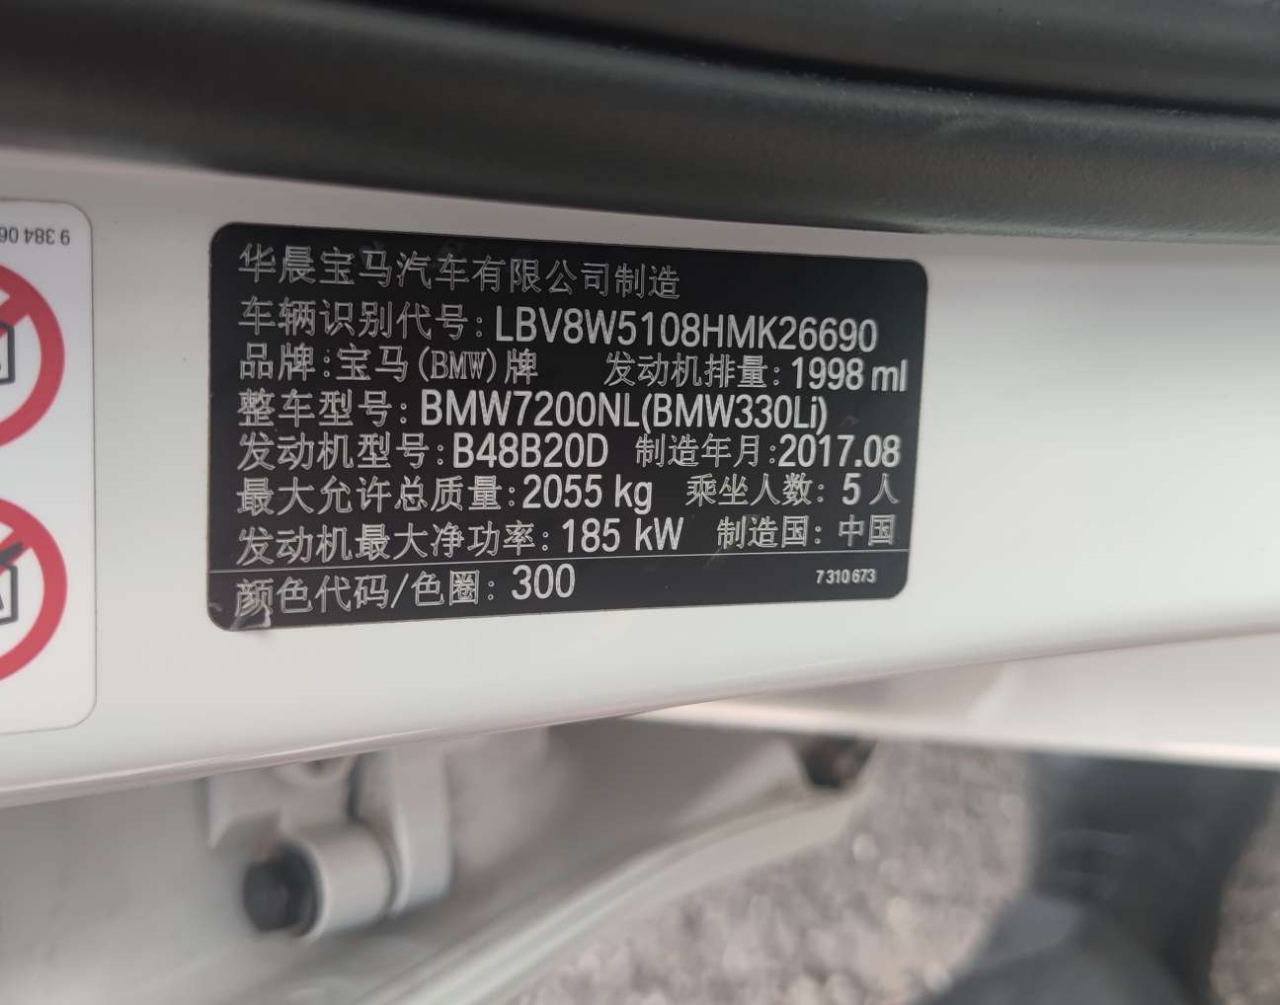 华晨宝马汽车有限公司制造
车辆识别代号:LBV8W5108HMK26690
品牌:宝马(BMW)牌 发动机排量:1998 ml
整车型号:BMW7200NL(BMW330Li)
发动机型号:B48B20D 制造年月:2017.08
最大允许总质量:2055 kg 乘坐人数: 5 人
发动机最大净功率:185 kW 制造国: 中国
颜色代码/色圈: 300 7310673
9 384 06